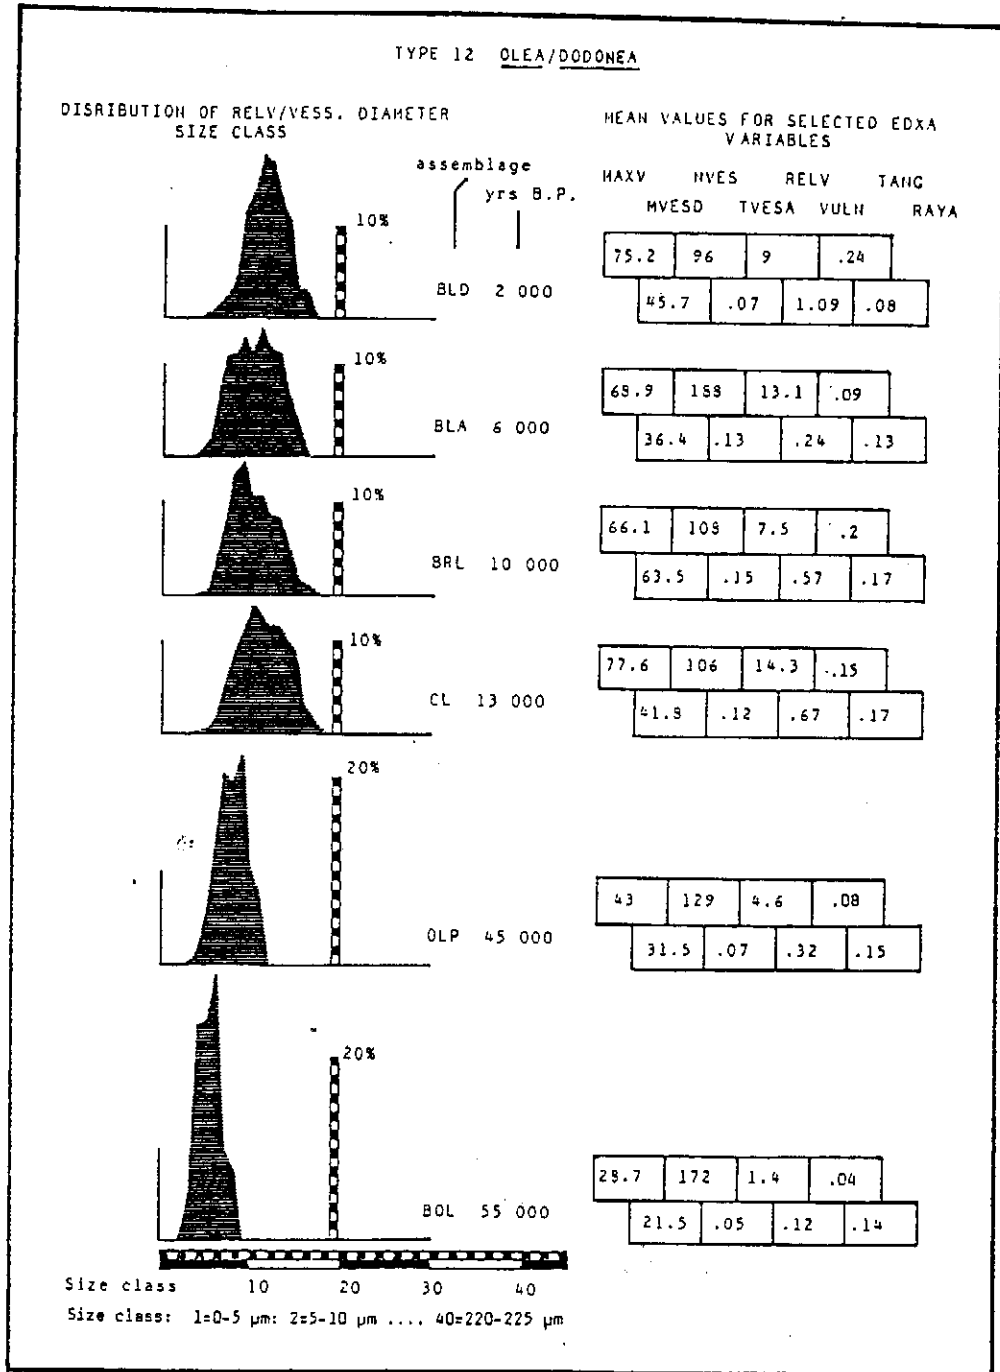 TYPE 12 OLEA/DODONEA
DISRIBUTION OF RELV/VESS. DIAMETER
SIZE CLASS
MEAN VALUES FOR SELECTED EDXA
VARIABLES
assemblage
yrs B.P.
MAXV NVES RELV TANG
MVESD TVESA VULN RAYA
10%
BLD 2 000
75.2 96 9 .24
45.7 .07 1.09 .08
10%
BLA 6 000
68.9 188 13.1 .09
36.4 .13 .24 .13
10%
BRL 10 000
66.1 108 7.5 .2
63.5 .15 .57 .17
10%
CL 13 000
77.6 106 14.3 .15
41.8 .12 .67 .17
20%
OLP 45 000
43 129 4.6 .08
31.5 .07 .32 .15
20%
BOL 55 000
28.7 172 1.4 .04
21.5 .05 .12 .14
Size class 10 20 30 40
Size class: 1=0-5 µm: 2=5-10 µm .... 40=220-225 µm